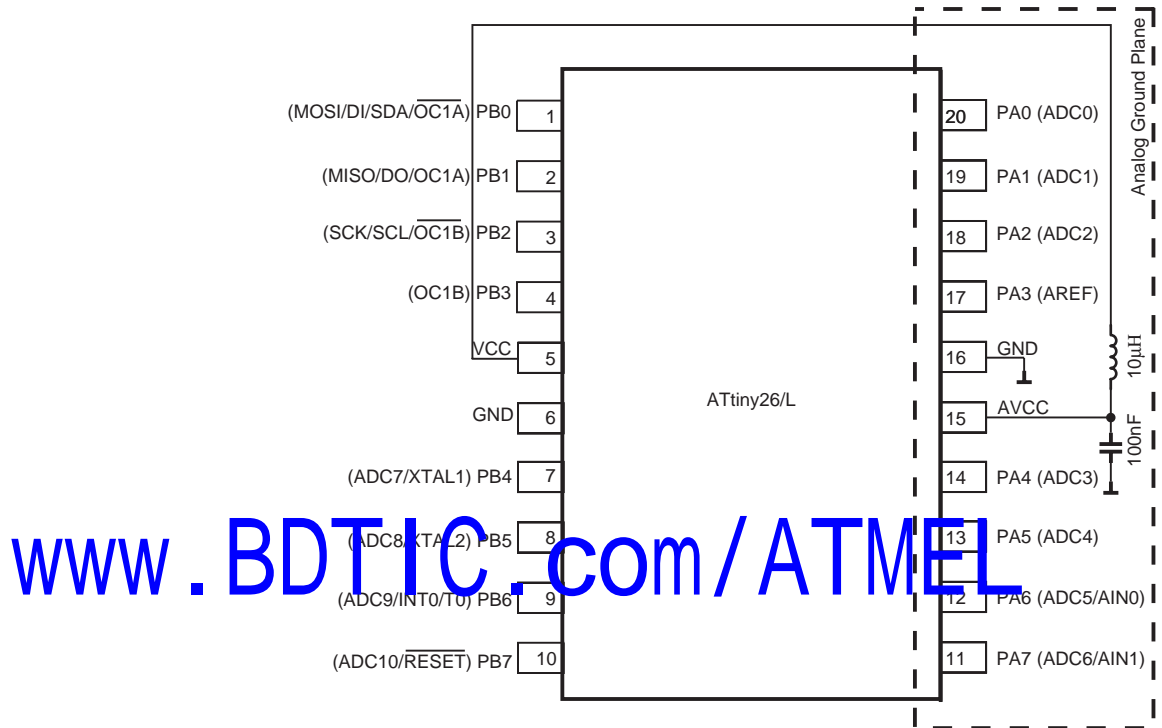 Analog Ground Plane
(MOSI/DI/SDA/OC1A) PB0 1
20 PA0 (ADC0)
(MISO/DO/OC1A) PB1 2
19 PA1 (ADC1)
(SCK/SCL/OC1B) PB2 3
18 PA2 (ADC2)
(OC1B) PB3 4
17 PA3 (AREF)
VCC 5
16 GND
10μH
ATtiny26/L
GND 6
15 AVCC
100nF
(ADC7/XTAL1) PB4 7
14 PA4 (ADC3)
(ADC8/XTAL2) PB5 8
13 PA5 (ADC4)
www.BDTIC.com/ATMEL
(ADC9/INT0/T0) PB6 9
12 PA6 (ADC5/AIN0)
(ADC10/RESET) PB7 10
11 PA7 (ADC6/AIN1)